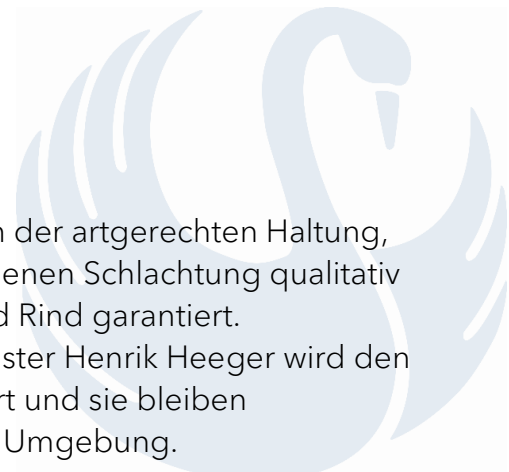 der artgerechten Haltung,
enen Schlachtung qualitativ
Rind garantiert.
ster Henrik Heeger wird den
rt und sie bleiben
Umgebung.